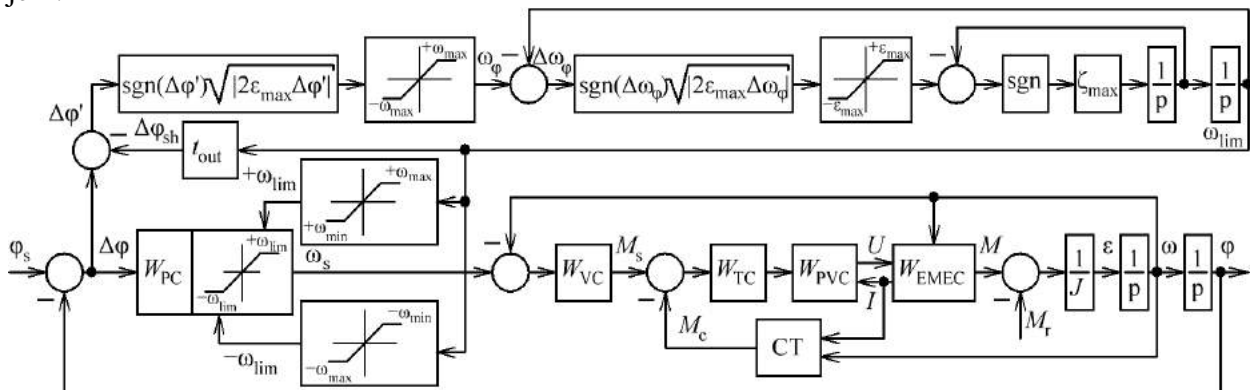 sgn(Δφ')√|2ε_max Δφ'|
+ω_max
−ω_max
ω_φ
−
Δω_φ
sgn(Δω_φ)√|2ε_max Δω_φ|
+ε_max
−ε_max
−
sgn
ζ_max
1/p
1/p
ω_lim
Δφ'
−
Δφ_sh
t_out
+ω_lim
+ω_max
+ω_min
φ_s
−
Δφ
W_PC
+ω_lim
−ω_lim
ω_s
−ω_lim
−ω_min
−ω_max
−
W_VC
M_s
−
W_TC
W_PVC
U
I
W_EMEC
M
−
M_r
1/J
ε
1/p
ω
1/p
φ
M_c
CT